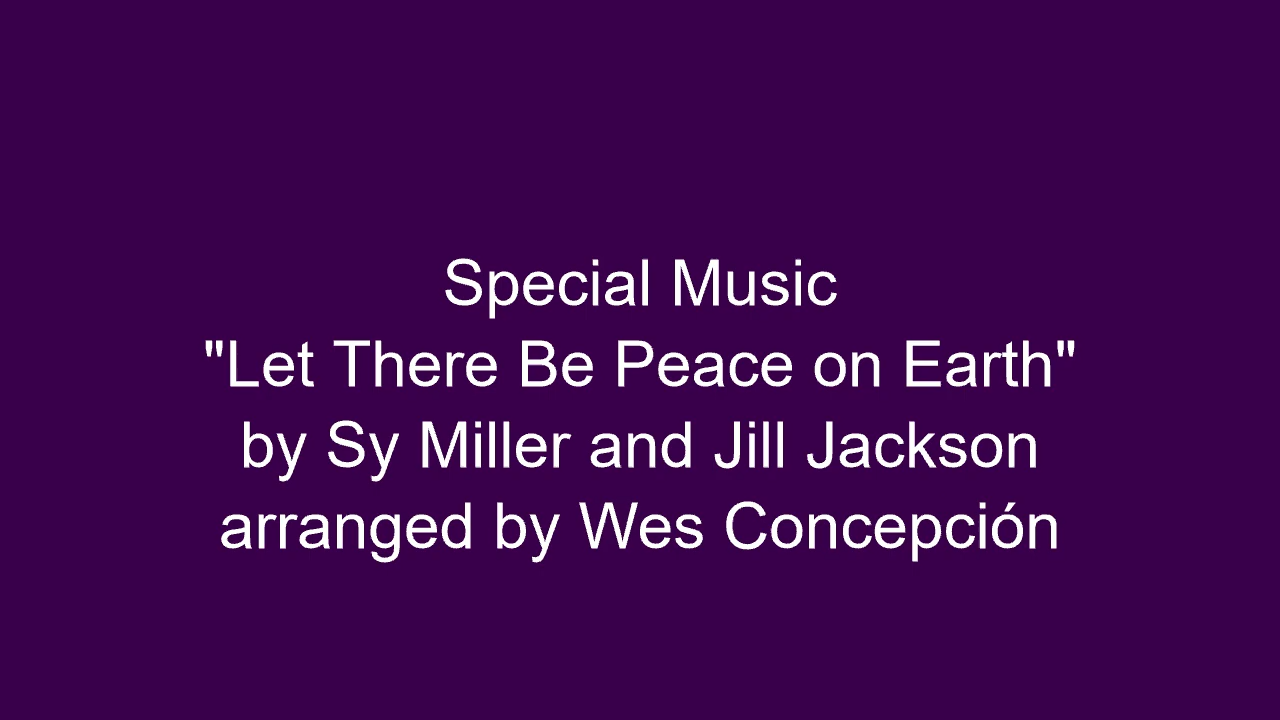 Special Music
"Let There Be Peace on Earth"
by Sy Miller and Jill Jackson
arranged by Wes Concepción